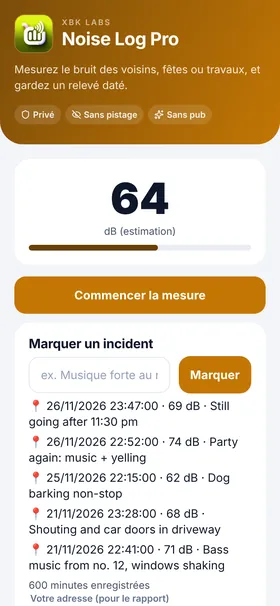 XBK LABS
Noise Log Pro
Mesurez le bruit des voisins, fêtes ou travaux, et
gardez un relevé daté.
Privé
Sans pistage
Sans pub
64
dB (estimation)
Commencer la mesure
Marquer un incident
ex. Musique forte au r
Marquer
📍 26/11/2026 23:47:00 · 69 dB · Still
going after 11:30 pm
📍 26/11/2026 22:52:00 · 74 dB · Party
again: music + yelling
📍 25/11/2026 22:15:00 · 62 dB · Dog
barking non-stop
📍 21/11/2026 23:28:00 · 68 dB ·
Shouting and car doors in driveway
📍 21/11/2026 22:41:00 · 71 dB · Bass
music from no. 12, windows shaking
600 minutes enregistrées
Votre adresse (pour le rapport)